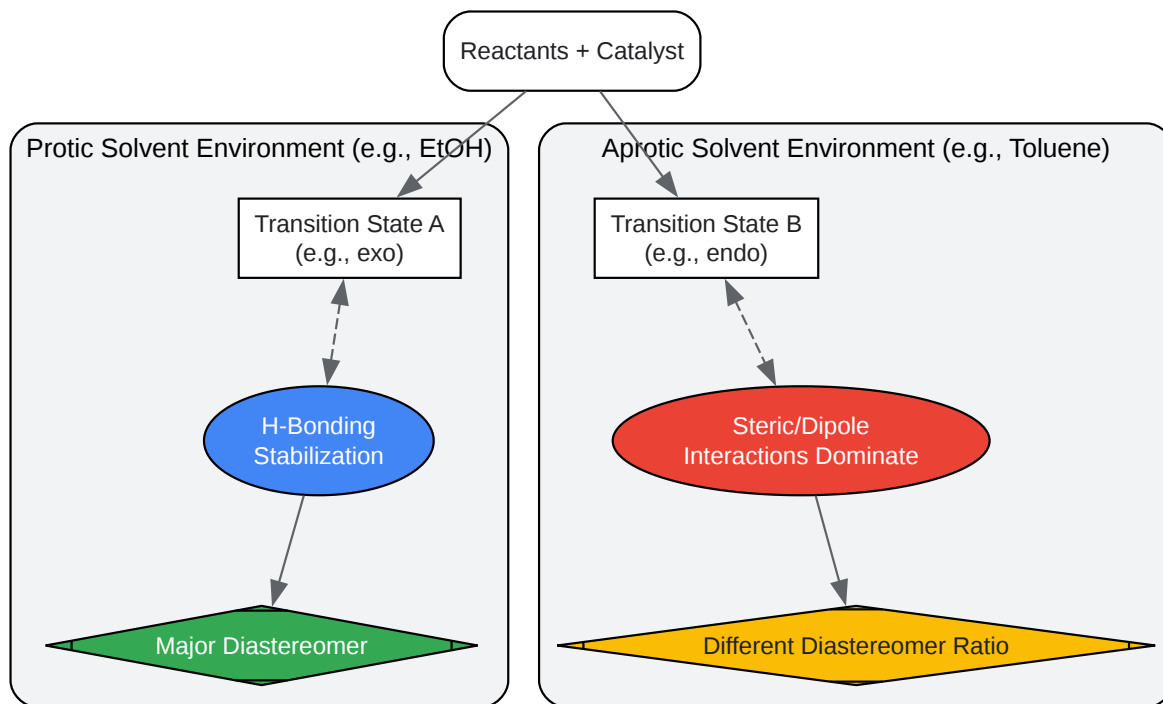 Reactants + Catalyst
Protic Solvent Environment (e.g., EtOH)
Transition State A
(e.g., exo)
H-Bonding
Stabilization
Major Diastereomer
Aprotic Solvent Environment (e.g., Toluene)
Transition State B
(e.g., endo)
Steric/Dipole
Interactions Dominate
Different Diastereomer Ratio